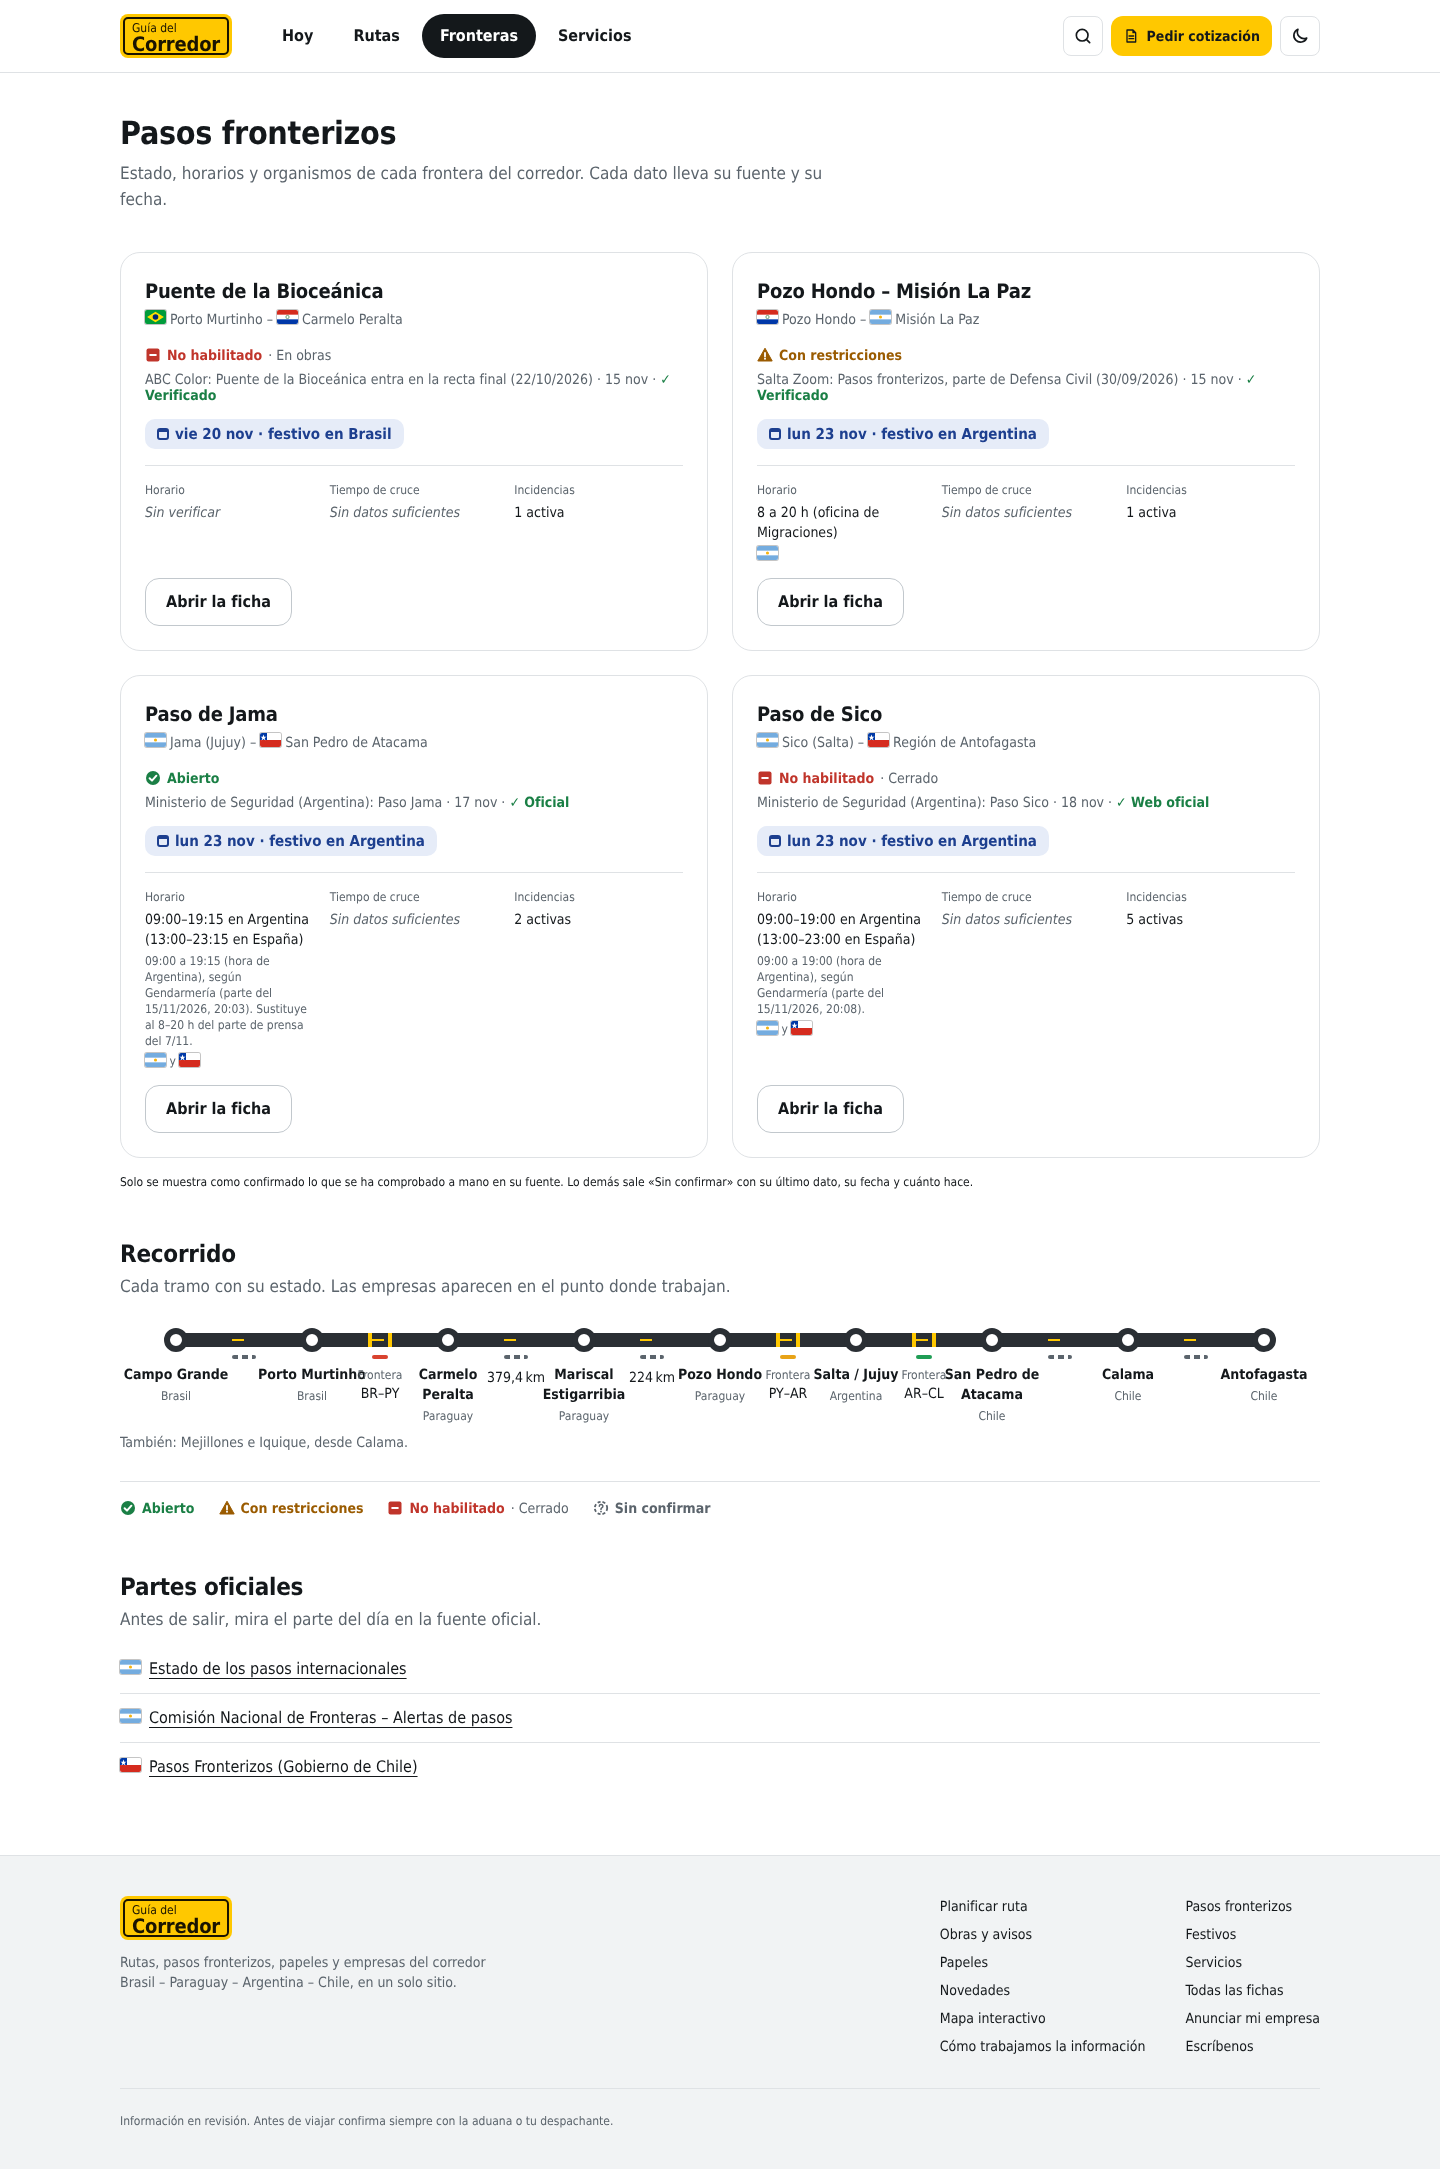 Guía del
Corredor
Hoy
Rutas
Fronteras
Servicios
Pedir cotización
Pasos fronterizos
Estado, horarios y organismos de cada frontera del corredor. Cada dato lleva su fuente y su
fecha.
Puente de la Bioceánica
Porto Murtinho – Carmelo Peralta
No habilitado · En obras
ABC Color: Puente de la Bioceánica entra en la recta final (22/10/2026) · 15 nov · ✓
Verificado
vie 20 nov · festivo en Brasil
Horario
Tiempo de cruce
Incidencias
Sin verificar
Sin datos suficientes
1 activa
Abrir la ficha
Pozo Hondo – Misión La Paz
Pozo Hondo – Misión La Paz
Con restricciones
Salta Zoom: Pasos fronterizos, parte de Defensa Civil (30/09/2026) · 15 nov · ✓
Verificado
lun 23 nov · festivo en Argentina
Horario
Tiempo de cruce
Incidencias
8 a 20 h (oficina de
Migraciones)
Sin datos suficientes
1 activa
Abrir la ficha
Paso de Jama
Jama (Jujuy) – San Pedro de Atacama
Abierto
Ministerio de Seguridad (Argentina): Paso Jama · 17 nov · ✓ Oficial
lun 23 nov · festivo en Argentina
Horario
Tiempo de cruce
Incidencias
09:00–19:15 en Argentina
(13:00–23:15 en España)
Sin datos suficientes
2 activas
09:00 a 19:15 (hora de
Argentina), según
Gendarmería (parte del
15/11/2026, 20:03). Sustituye
al 8–20 h del parte de prensa
del 7/11.
y
Abrir la ficha
Paso de Sico
Sico (Salta) – Región de Antofagasta
No habilitado · Cerrado
Ministerio de Seguridad (Argentina): Paso Sico · 18 nov · ✓ Web oficial
lun 23 nov · festivo en Argentina
Horario
Tiempo de cruce
Incidencias
09:00–19:00 en Argentina
(13:00–23:00 en España)
Sin datos suficientes
5 activas
09:00 a 19:00 (hora de
Argentina), según
Gendarmería (parte del
15/11/2026, 20:08).
y
Abrir la ficha
Solo se muestra como confirmado lo que se ha comprobado a mano en su fuente. Lo demás sale «Sin confirmar» con su último dato, su fecha y cuánto hace.
Recorrido
Cada tramo con su estado. Las empresas aparecen en el punto donde trabajan.
Campo Grande
Brasil
Porto Murtinho
Brasil
Frontera
BR–PY
Carmelo
Peralta
Paraguay
379,4 km
Mariscal
Estigarribia
Paraguay
224 km
Pozo Hondo
Paraguay
Frontera
PY–AR
Salta / Jujuy
Argentina
Frontera
AR–CL
San Pedro de
Atacama
Chile
Calama
Chile
Antofagasta
Chile
También: Mejillones e Iquique, desde Calama.
Abierto
Con restricciones
No habilitado · Cerrado
Sin confirmar
Partes oficiales
Antes de salir, mira el parte del día en la fuente oficial.
Estado de los pasos internacionales
Comisión Nacional de Fronteras – Alertas de pasos
Pasos Fronterizos (Gobierno de Chile)
Guía del
Corredor
Rutas, pasos fronterizos, papeles y empresas del corredor
Brasil – Paraguay – Argentina – Chile, en un solo sitio.
Planificar ruta
Obras y avisos
Papeles
Novedades
Mapa interactivo
Cómo trabajamos la información
Pasos fronterizos
Festivos
Servicios
Todas las fichas
Anunciar mi empresa
Escríbenos
Información en revisión. Antes de viajar confirma siempre con la aduana o tu despachante.